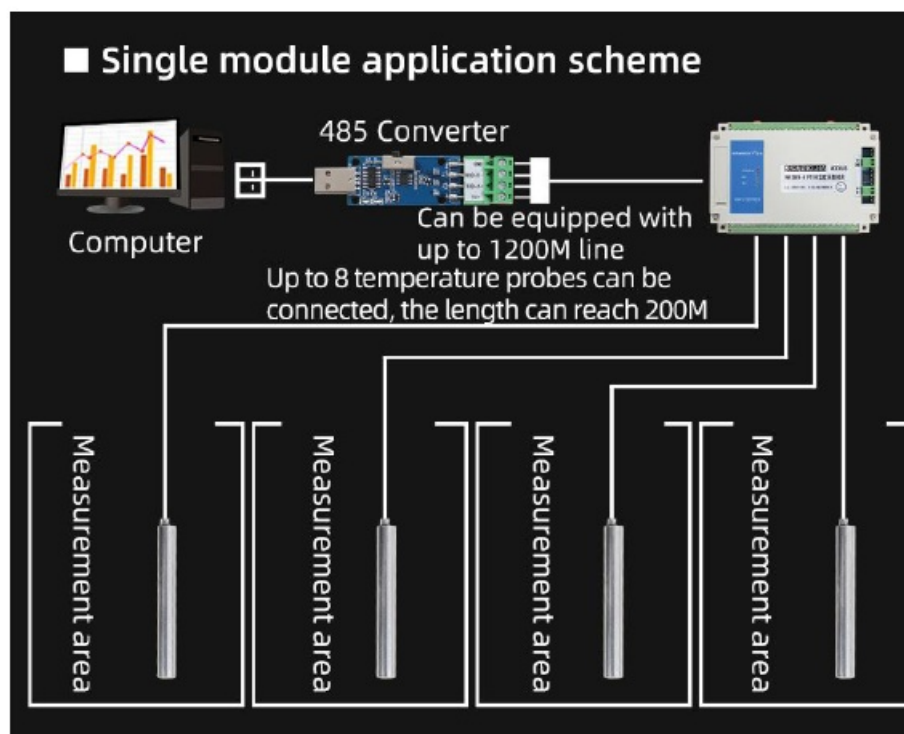 Single module application scheme
485 Converter
Computer
Can be equipped with
up to 1200M line
Up to 8 temperature probes can be
connected, the length can reach 200M
Measurement area
Measurement area
Measurement area
Measurement area